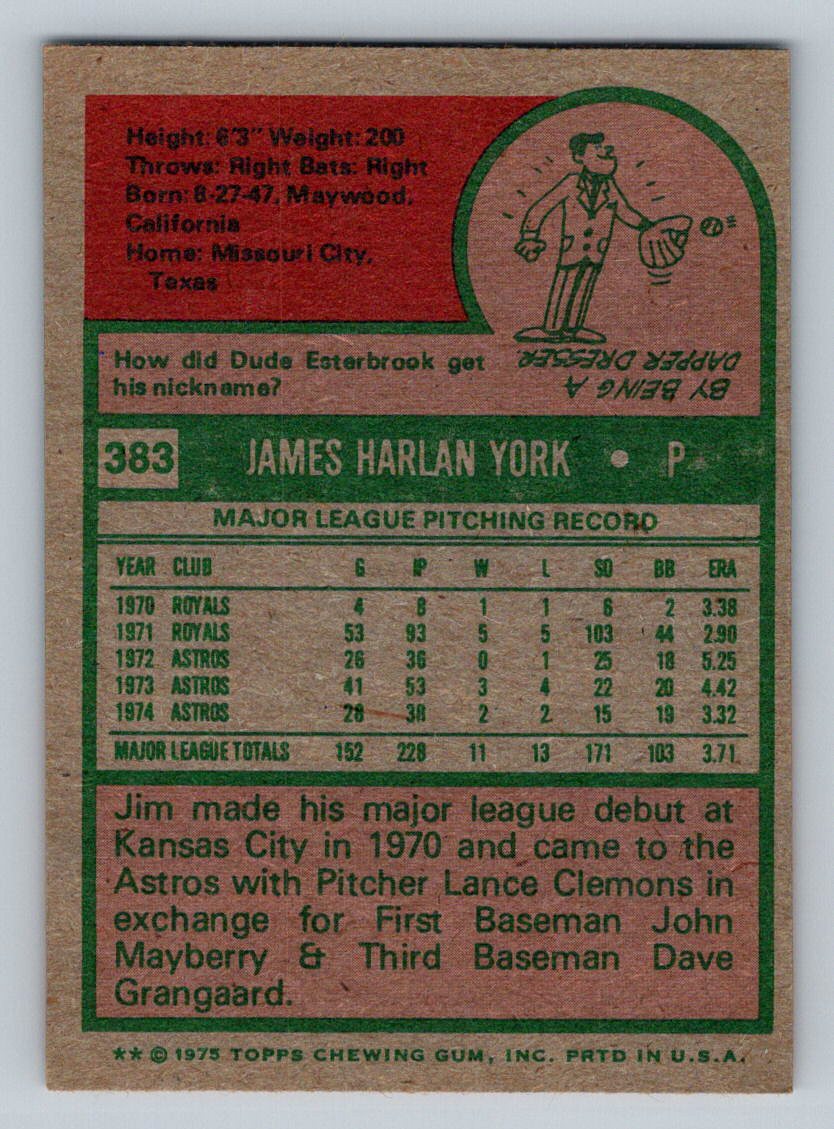 Height: 6'3" Weight: 200
Throws: Right Bats: Right
Born: 8-27-47, Maywood,
California
Home: Missouri City,
Texas
How did Dude Esterbrook get
his nickname?
BY BEING A
DAPPER DRESSER.
383 JAMES HARLAN YORK • P
MAJOR LEAGUE PITCHING RECORD
YEAR CLUB G IP W L SO BB ERA
1970 ROYALS 4 8 1 1 6 2 3.38
1971 ROYALS 53 93 5 5 103 44 2.90
1972 ASTROS 26 36 0 1 25 18 5.25
1973 ASTROS 41 53 3 4 22 20 4.42
1974 ASTROS 28 38 2 2 15 19 3.32
MAJOR LEAGUE TOTALS 152 228 11 13 171 103 3.71
Jim made his major league debut at
Kansas City in 1970 and came to the
Astros with Pitcher Lance Clemons in
exchange for First Baseman John
Mayberry & Third Baseman Dave
Grangaard.
** © 1975 TOPPS CHEWING GUM, INC. PRTD IN U.S.A.